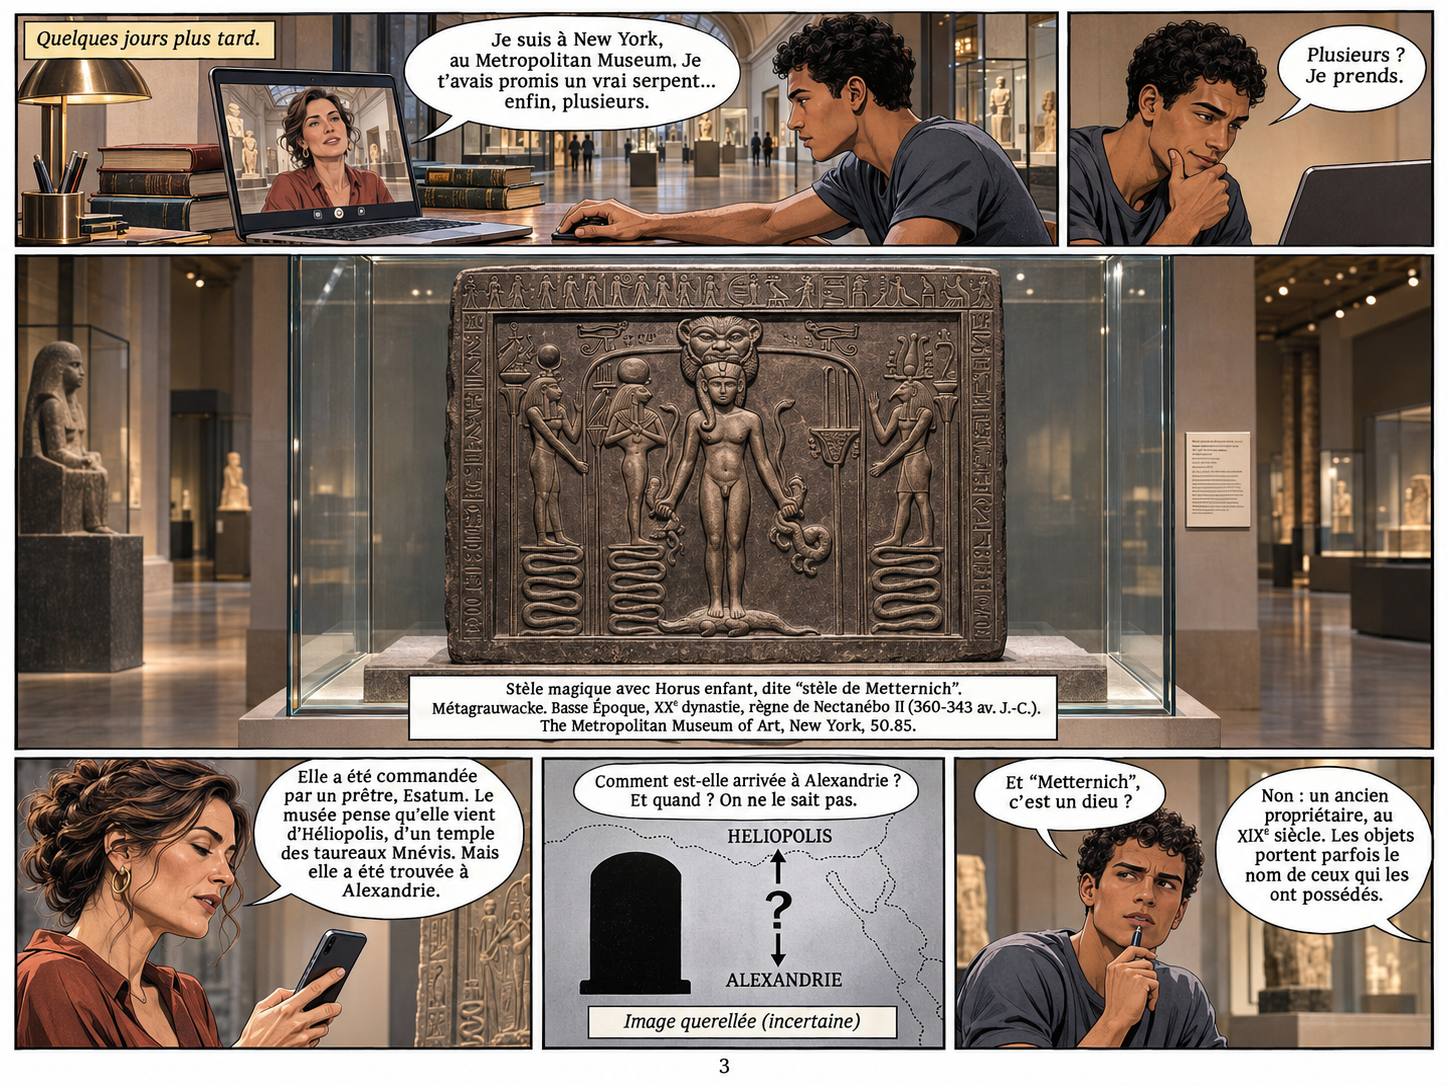 Quelques jours plus tard.
Je suis à New York,
au Metropolitan Museum. Je
t'avais promis un vrai serpent...
enfin, plusieurs.
Plusieurs ?
Je prends.
Stèle magique avec Horus enfant, dite “stèle de Metternich”.
Métagrauwacke. Basse Époque, XXᵉ dynastie, règne de Nectanébo II (360-343 av. J.-C.).
The Metropolitan Museum of Art, New York, 50.85.
Elle a été commandée
par un prêtre, Esatum. Le
musée pense qu'elle vient
d'Héliopolis, d'un temple
des taureaux Mnévis. Mais
elle a été trouvée à
Alexandrie.
Comment est-elle arrivée à Alexandrie ?
Et quand ? On ne le sait pas.
HELIOPOLIS
?
ALEXANDRIE
Image querellée (incertaine)
Et “Metternich”,
c'est un dieu ?
Non : un ancien
propriétaire, au
XIXᵉ siècle. Les objets
portent parfois le
nom de ceux qui les
ont possédés.
3